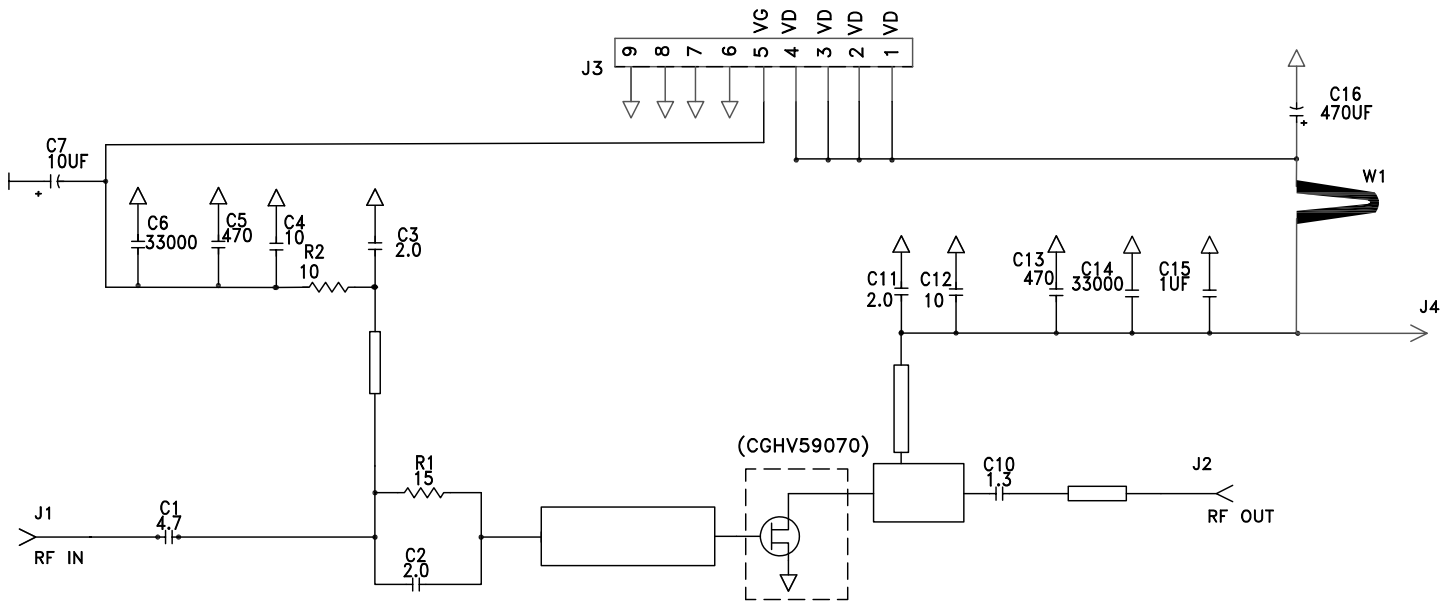 VG VD VD VD VD
9 8 7 6 5 4 3 2 1
J3
C16
470UF
C7
10UF
+
+
W1
C6
33000
C5
470
C4
10
R2
10
C3
2.0
C11
2.0
C12
10
C13
470
C14
33000
C15
1UF
J4
(CGHV59070)
R1
15
C10
1.3
J2
RF OUT
J1
RF IN
C1
4.7
C2
2.0